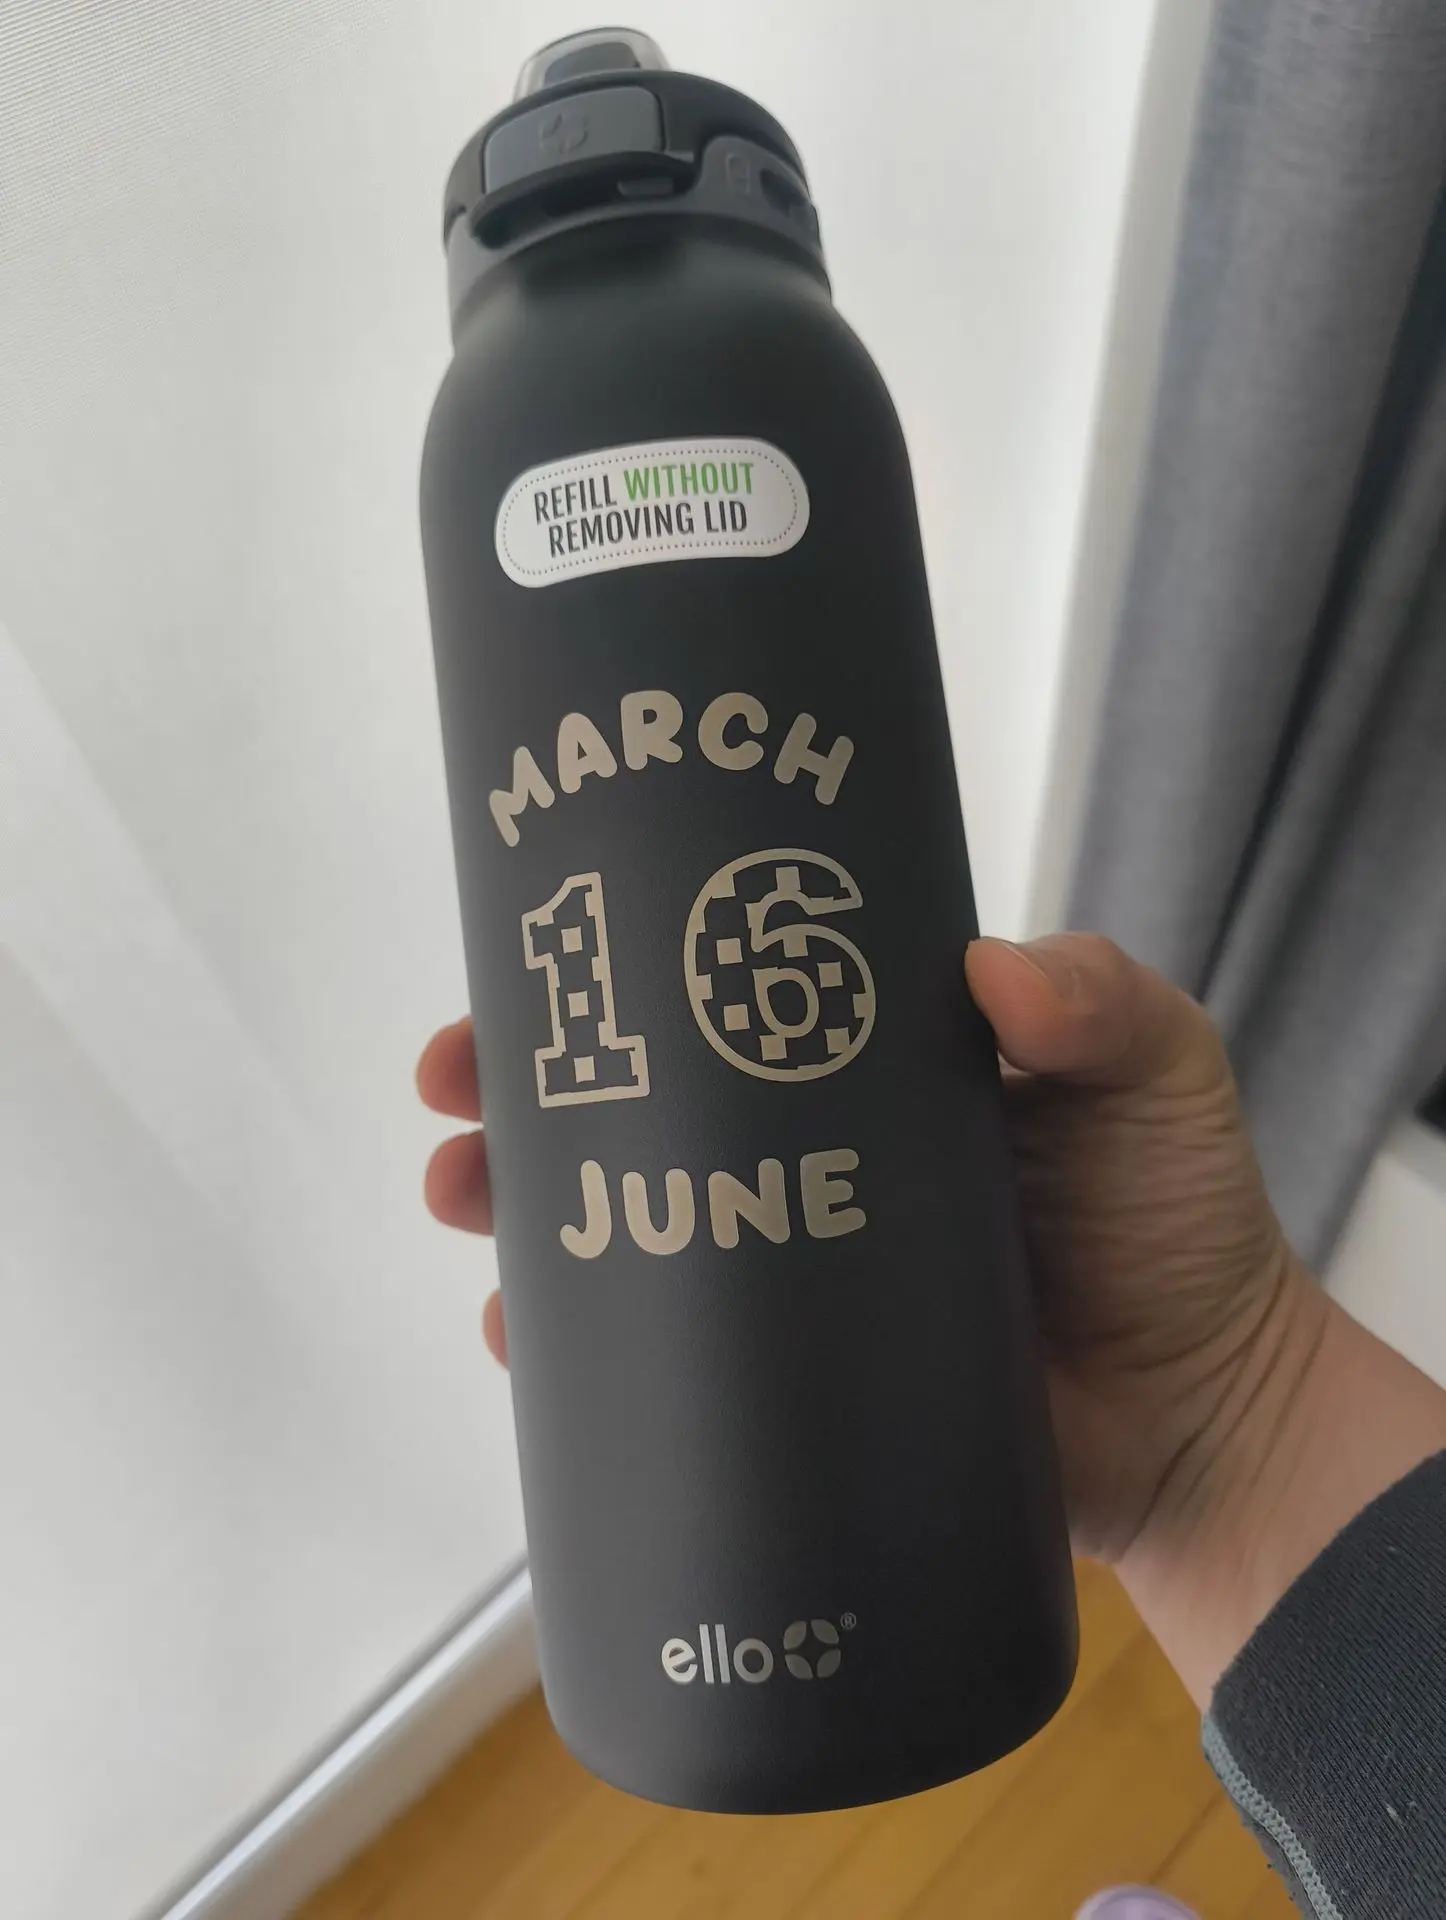 REFILL WITHOUT
REMOVING LID
MARCH
16
JUNE
ello®